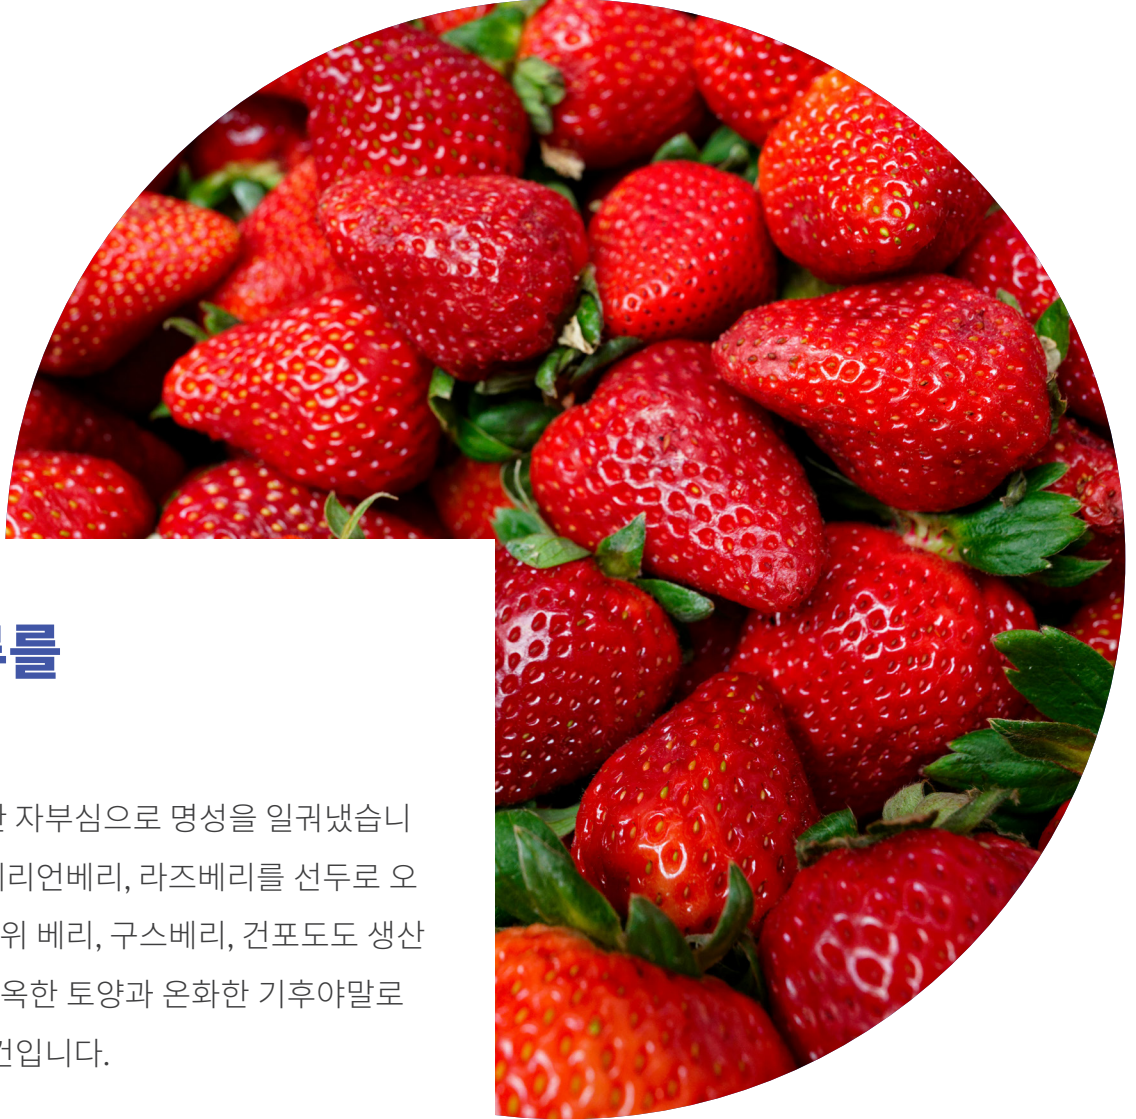 를
자부심으로 명성을 일궈냈습니
리언베리, 라즈베리를 선두로 오
위 베리, 구스베리, 건포도도 생산
옥한 토양과 온화한 기후야말로
건입니다.